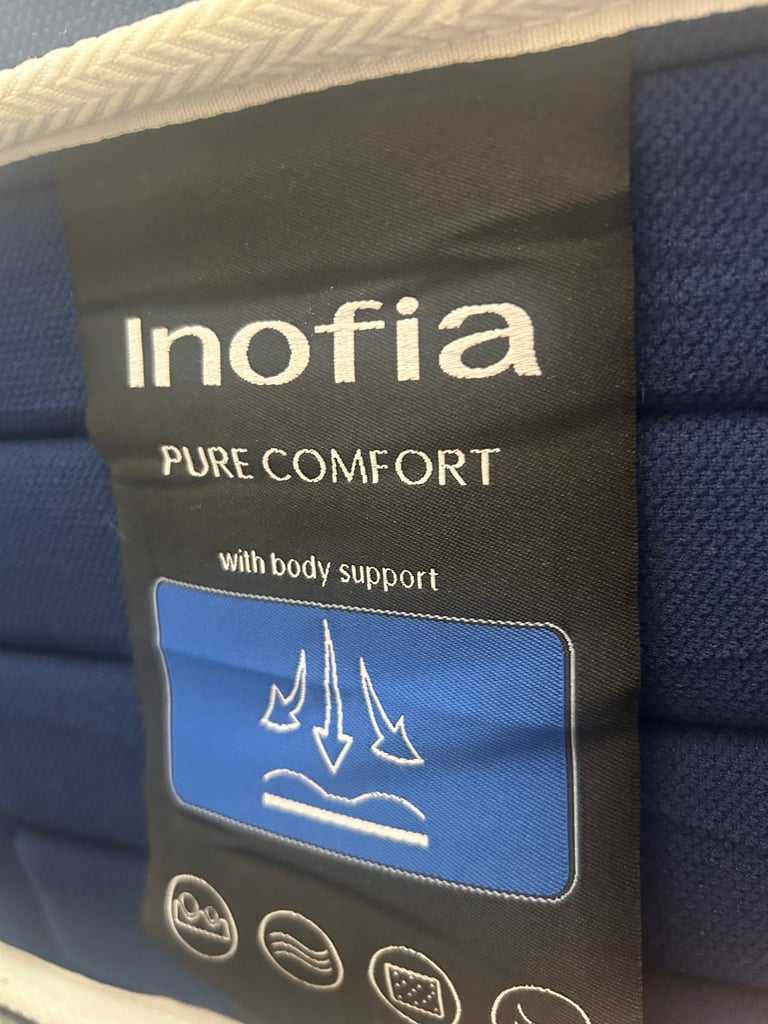 Inofia
PURE COMFORT
with body support